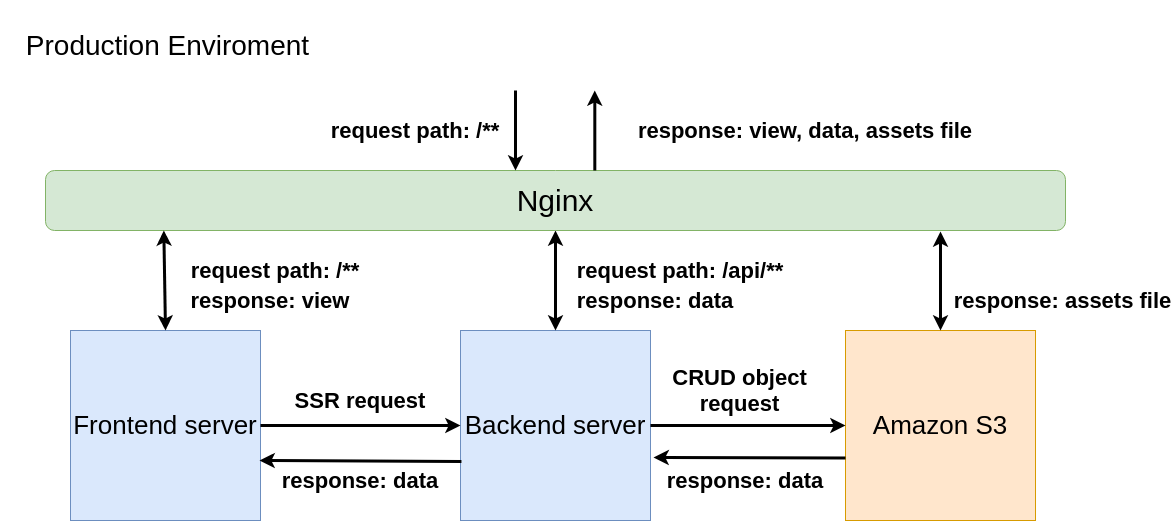 Production Enviroment
request path: /**
response: view, data, assets file
Nginx
request path: /**
response: view
request path: /api/**
response: data
response: assets file
Frontend server
SSR request
response: data
Backend server
CRUD object
request
response: data
Amazon S3